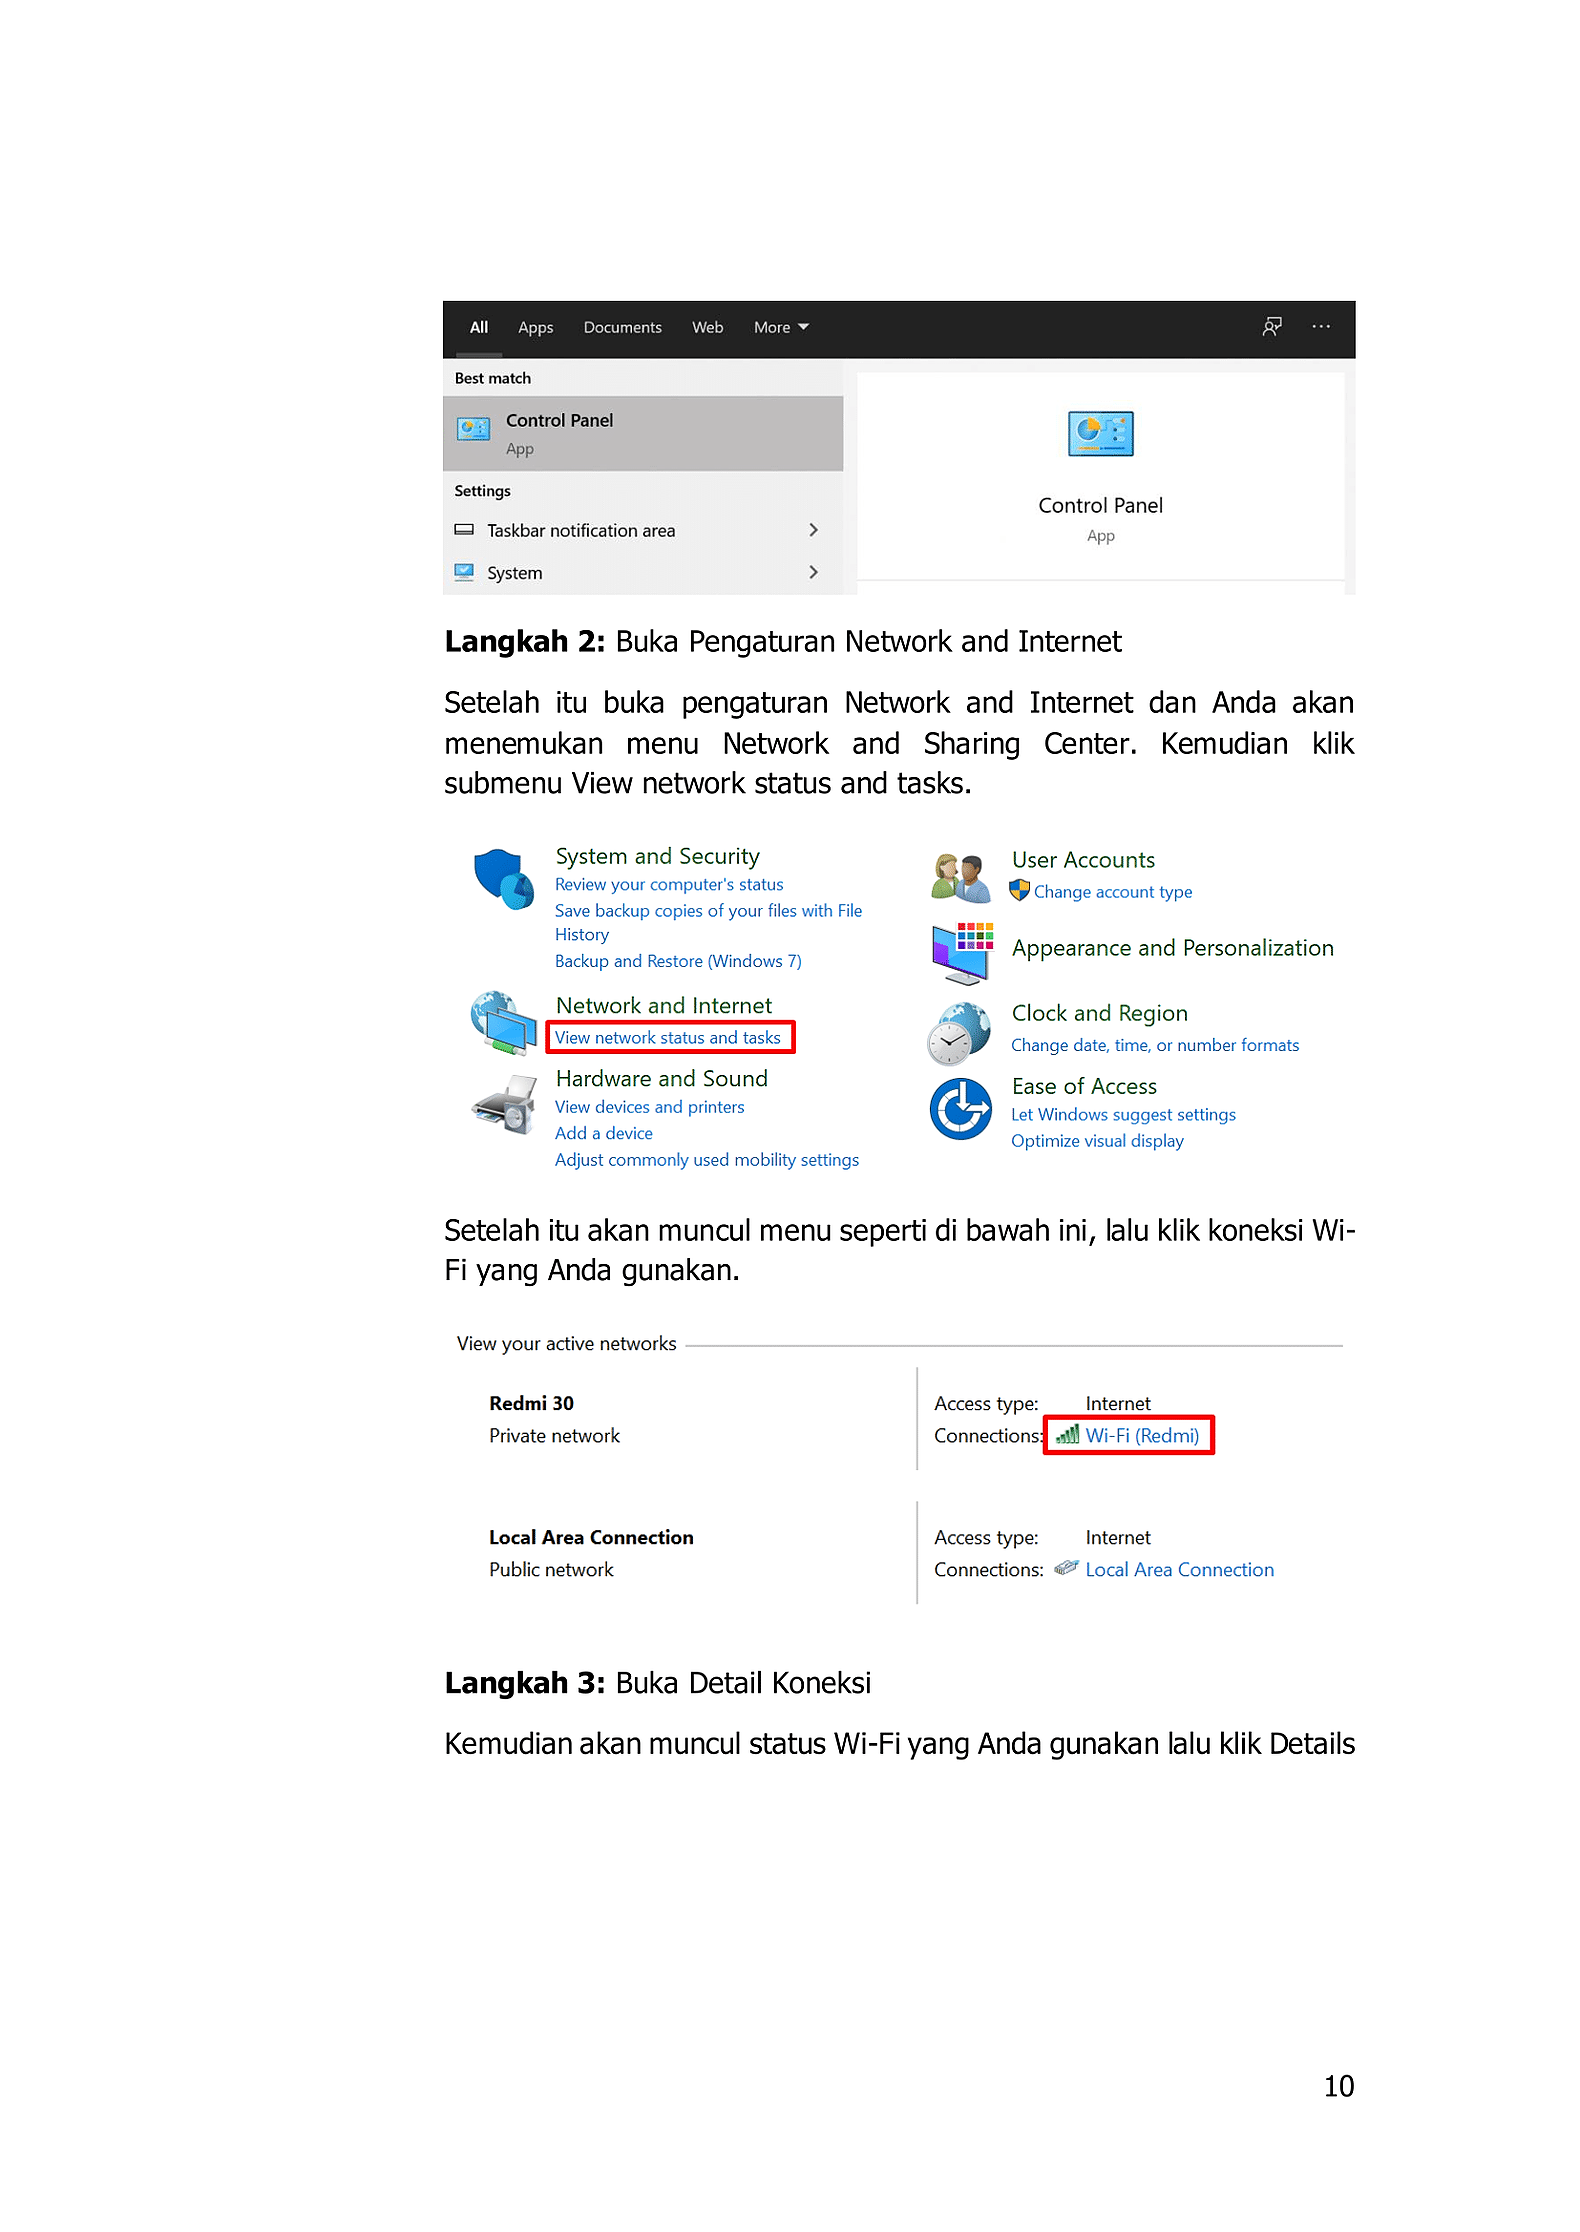 All Apps Documents Web More
Best match
Control Panel
App
Settings
Taskbar notification area
System
Control Panel
App
Langkah 2: Buka Pengaturan Network and Internet
Setelah itu buka pengaturan Network and Internet dan Anda akan
menemukan menu Network and Sharing Center. Kemudian klik
submenu View network status and tasks.
System and Security
Review your computer's status
Save backup copies of your files with File
History
Backup and Restore (Windows 7)
Network and Internet
View network status and tasks
Hardware and Sound
View devices and printers
Add a device
Adjust commonly used mobility settings
User Accounts
Change account type
Appearance and Personalization
Clock and Region
Change date, time, or number formats
Ease of Access
Let Windows suggest settings
Optimize visual display
Setelah itu akan muncul menu seperti di bawah ini, lalu klik koneksi Wi-
Fi yang Anda gunakan.
View your active networks
Redmi 30
Private network
Access type: Internet
Connections: Wi-Fi (Redmi)
Local Area Connection
Public network
Access type: Internet
Connections: Local Area Connection
Langkah 3: Buka Detail Koneksi
Kemudian akan muncul status Wi-Fi yang Anda gunakan lalu klik Details
10